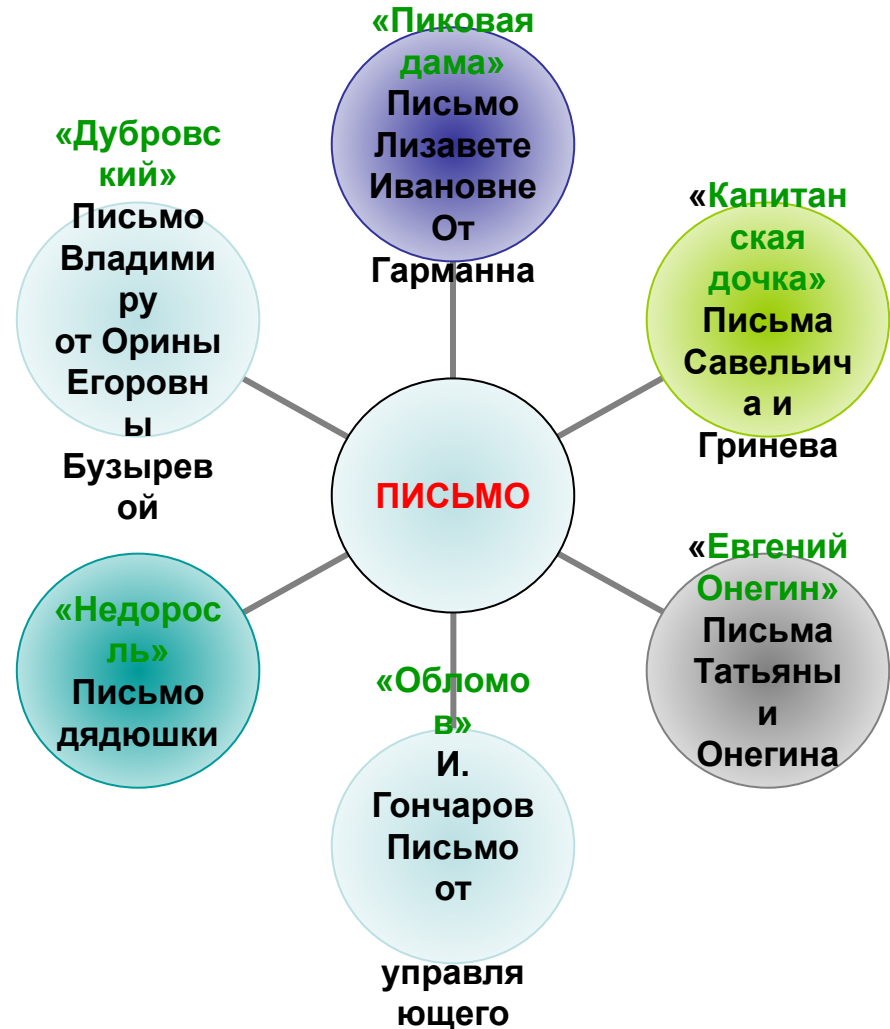 «Пиковая
дама»
Письмо
Лизавете
Ивановне
От
Гарманна
«Дубровс
кий»
Письмо
Владими
ру
от Орины
Егоровн
ы
Бузырев
ой
«Капитан
ская
дочка»
Письма
Савельич
а и
Гринева
ПИСЬМО
«Недорос
ль»
Письмо
дядюшки
«Обломо
в»
И.
Гончаров
Письмо
от
управля
ющего
«Евгений
Онегин»
Письма
Татьяны
и
Онегина